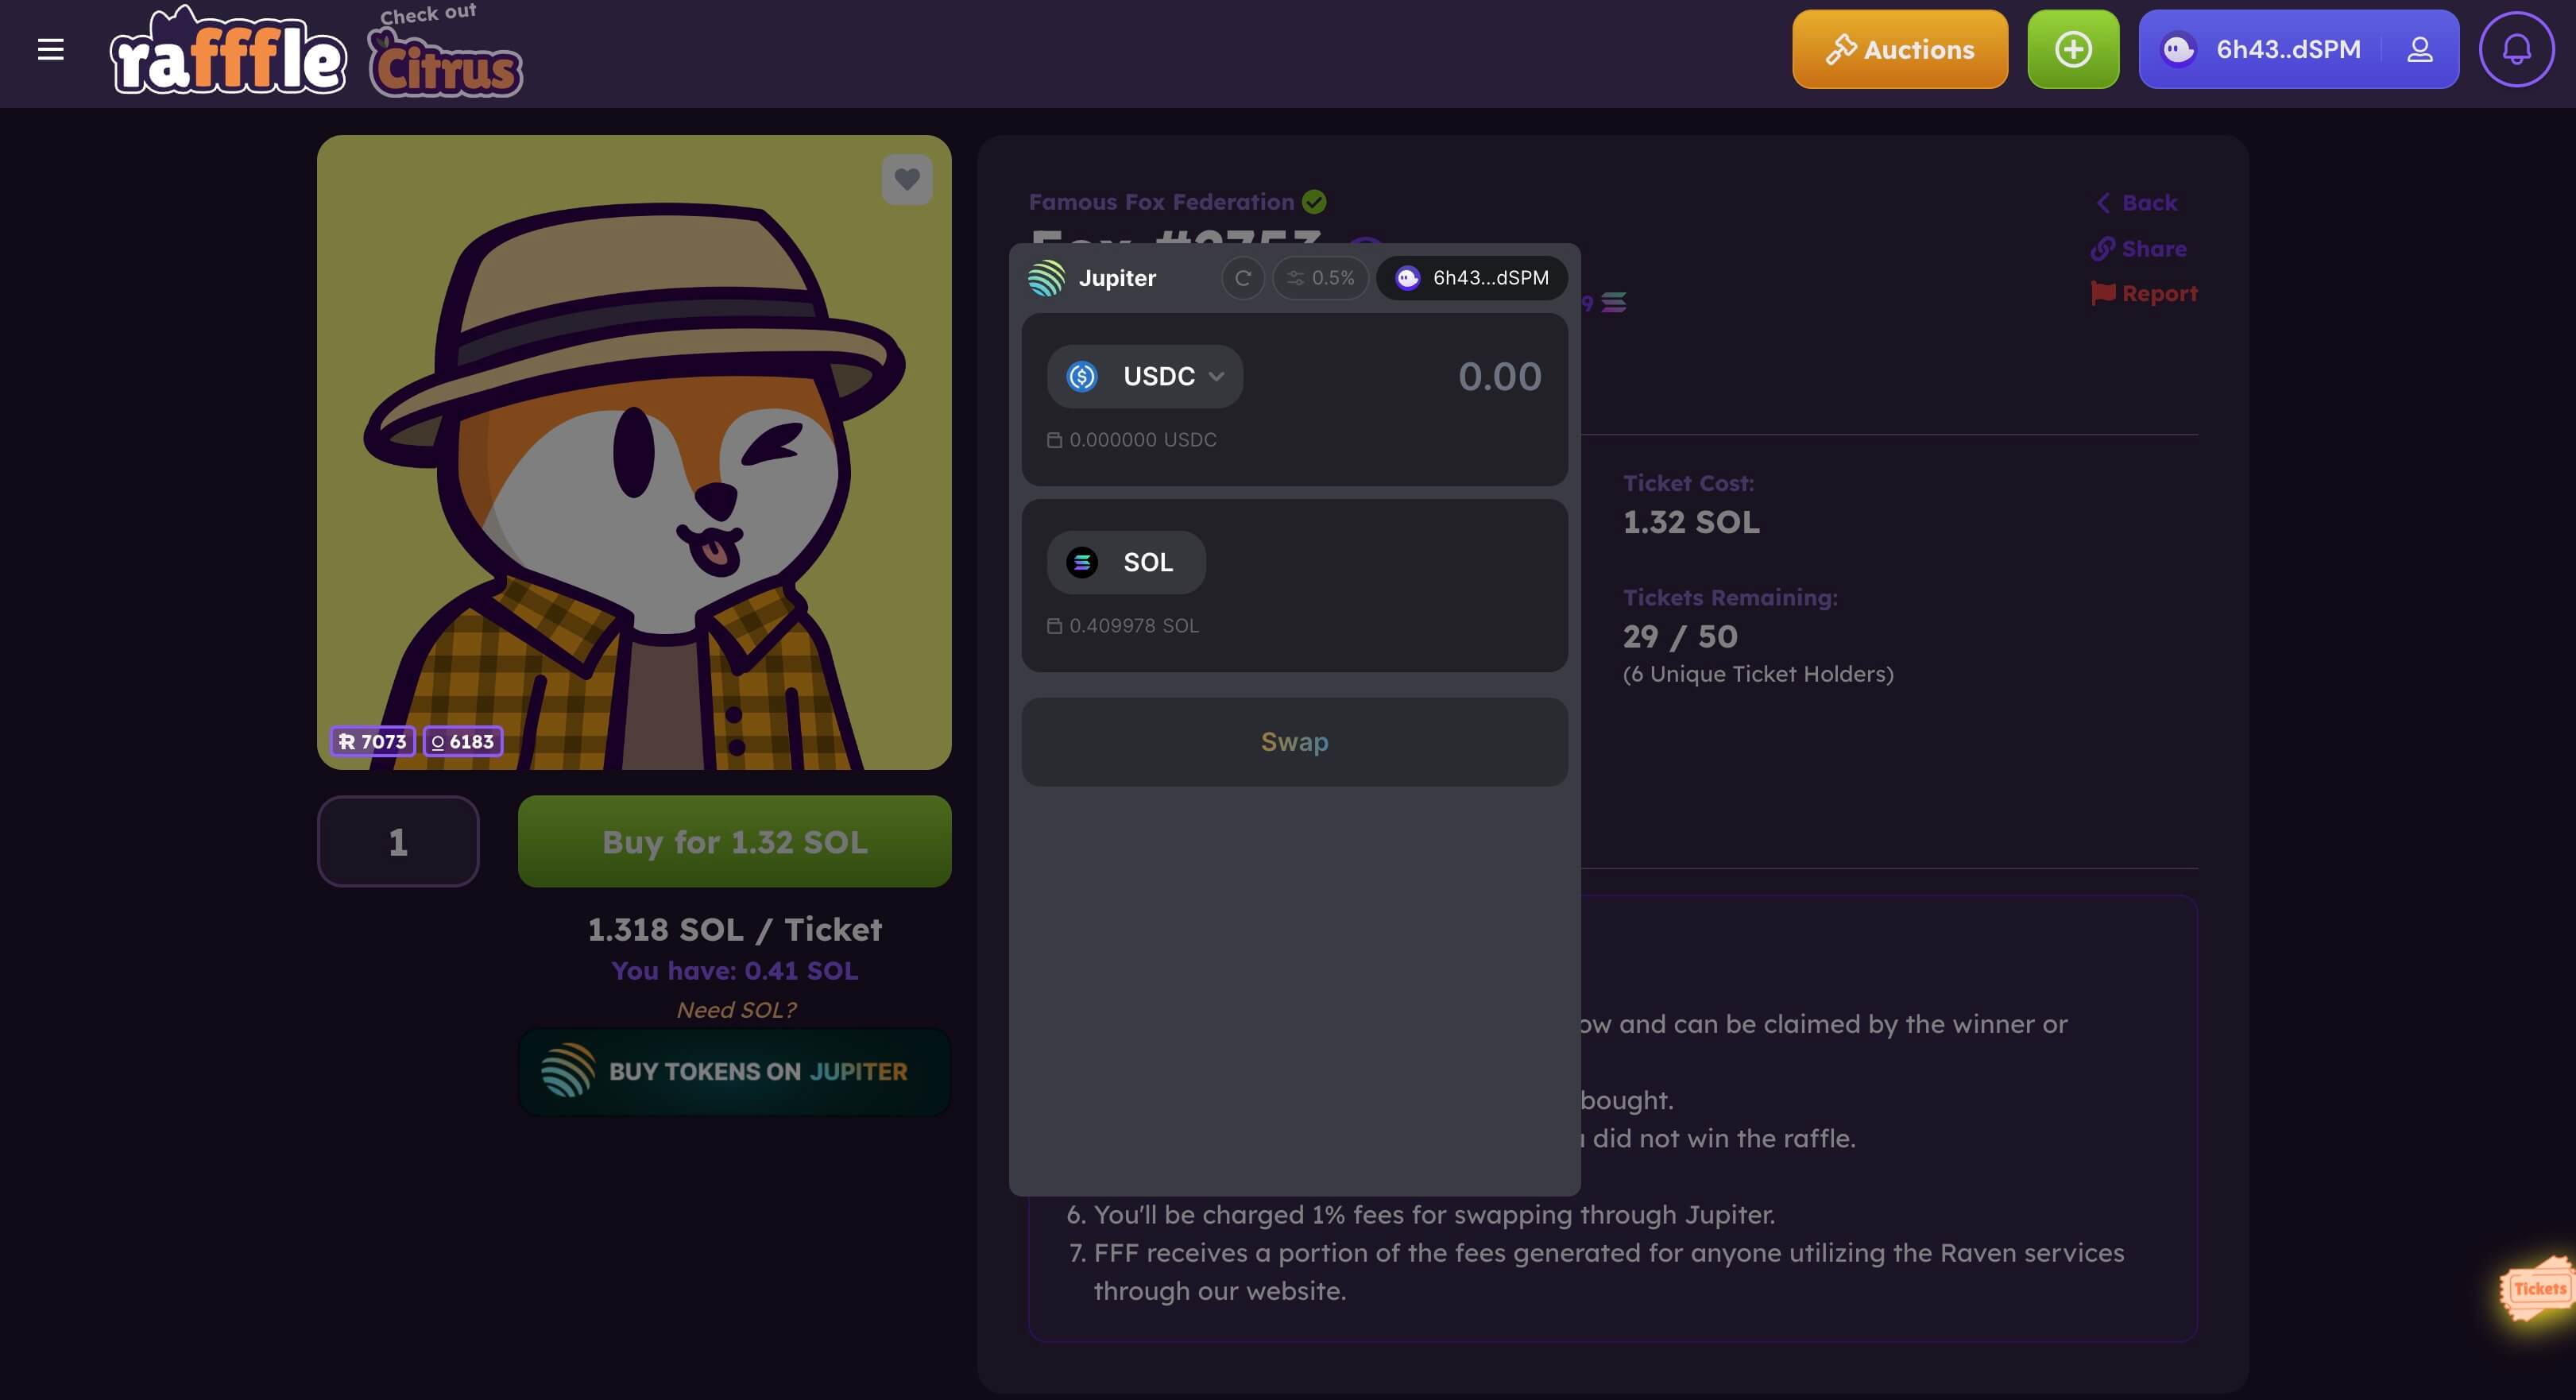 Check out
rafffle
Citrus
Auctions
6h43..dSPM
Famous Fox Federation
Back
Share
Report
Jupiter
0.5%
6h43...dSPM
9
USDC
0.00
0.000000 USDC
SOL
0.409978 SOL
Swap
Ticket Cost:
1.32 SOL
Tickets Remaining:
29 / 50
(6 Unique Ticket Holders)
7073
6183
1
Buy for 1.32 SOL
1.318 SOL / Ticket
You have: 0.41 SOL
Need SOL?
BUY TOKENS ON JUPITER
and can be claimed by the winner or
bought.
did not win the raffle.
6. You'll be charged 1% fees for swapping through Jupiter.
7. FFF receives a portion of the fees generated for anyone utilizing the Raven services
through our website.
Tickets